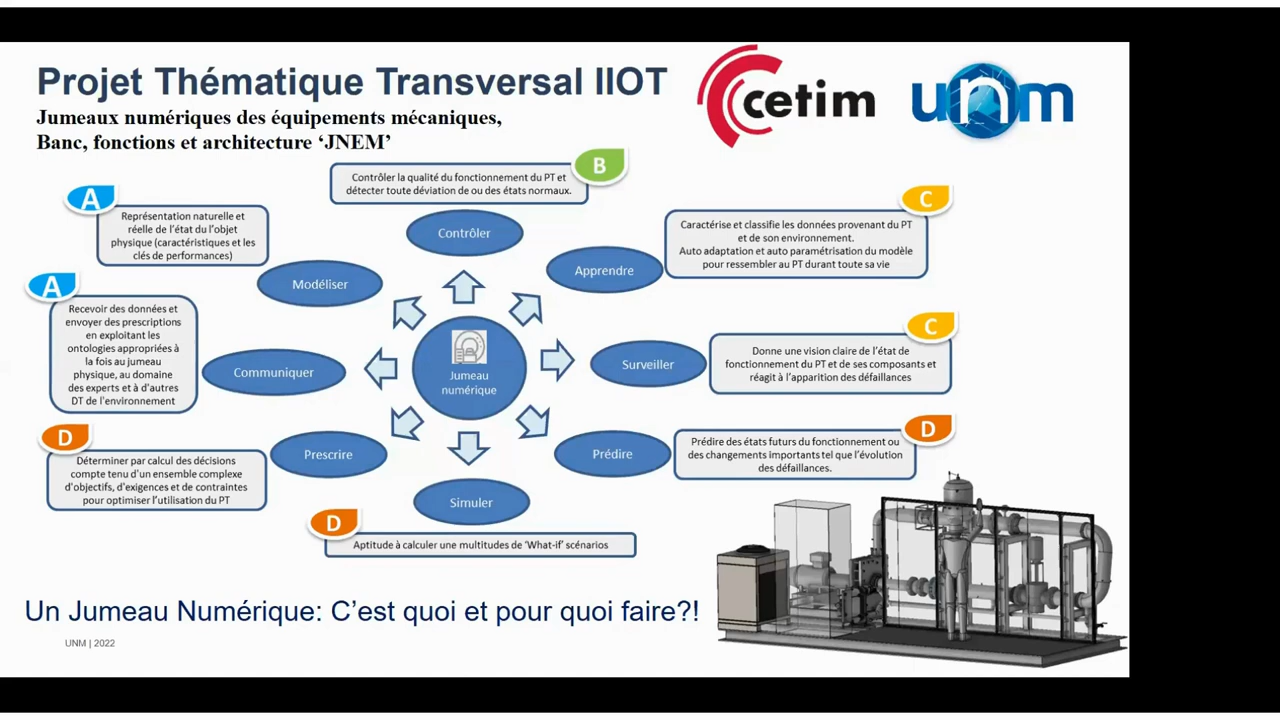 Projet Thématique Transversal IIOT
Jumeaux numériques des équipements mécaniques,
Banc, fonctions et architecture ‘JNEM’
cetim
unm
B
Contrôler la qualité du fonctionnement du PT et
détecter toute déviation de ou des états normaux.
Contrôler
A
Représentation naturelle et
réelle de l'état du l'objet
physique (caractéristiques et les
clés de performances)
Modéliser
C
Caractérise et classifie les données provenant du PT
et de son environnement.
Auto adaptation et auto paramétrisation du modèle
pour ressembler au PT durant toute sa vie
Apprendre
A
Recevoir des données et
envoyer des prescriptions
en exploitant les
ontologies appropriées à
la fois au jumeau
physique, au domaine
des experts et à d'autres
DT de l'environnement
Communiquer
Jumeau
numérique
C
Donne une vision claire de l'état de
fonctionnement du PT et de ses composants et
réagit à l'apparition des défaillances
Surveiller
D
Déterminer par calcul des décisions
compte tenu d'un ensemble complexe
d'objectifs, d'exigences et de contraintes
pour optimiser l'utilisation du PT
Prescrire
D
Prédire des états futurs du fonctionnement ou
des changements importants tel que l'évolution
des défaillances.
Prédire
Simuler
D
Aptitude à calculer une multitudes de 'What-if' scénarios
Un Jumeau Numérique: C’est quoi et pour quoi faire?!
UNM | 2022